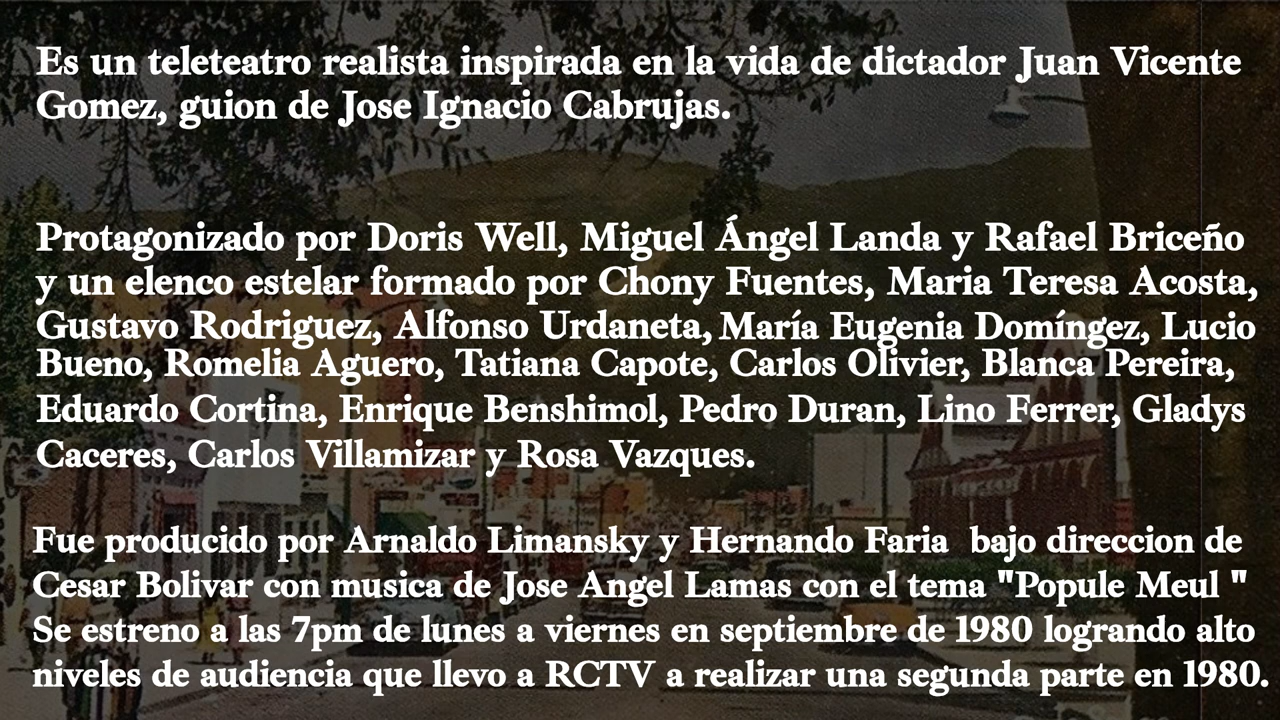 Es un teleteatro realista inspirada en la vida de dictador Juan Vicente
Gomez, guion de Jose Ignacio Cabrujas.
Protagonizado por Doris Well, Miguel Ángel Landa y Rafael Briceño
y un elenco estelar formado por Chony Fuentes, Maria Teresa Acosta,
Gustavo Rodriguez, Alfonso Urdaneta, María Eugenia Domíngez, Lucio
Bueno, Romelia Aguero, Tatiana Capote, Carlos Olivier, Blanca Pereira,
Eduardo Cortina, Enrique Benshimol, Pedro Duran, Lino Ferrer, Gladys
Caceres, Carlos Villamizar y Rosa Vazques.
Fue producido por Arnaldo Limansky y Hernando Faria bajo direccion de
Cesar Bolivar con musica de Jose Angel Lamas con el tema "Popule Meul "
Se estreno a las 7pm de lunes a viernes en septiembre de 1980 logrando alto
niveles de audiencia que llevo a RCTV a realizar una segunda parte en 1980.